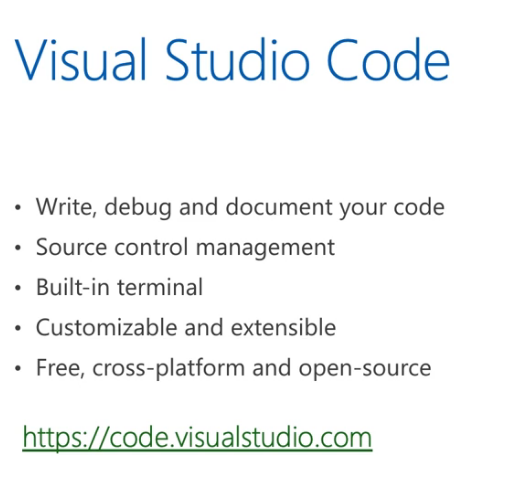 Visual Studio Code
• Write, debug and document your code
• Source control management
• Built-in terminal
• Customizable and extensible
• Free, cross-platform and open-source
https://code.visualstudio.com